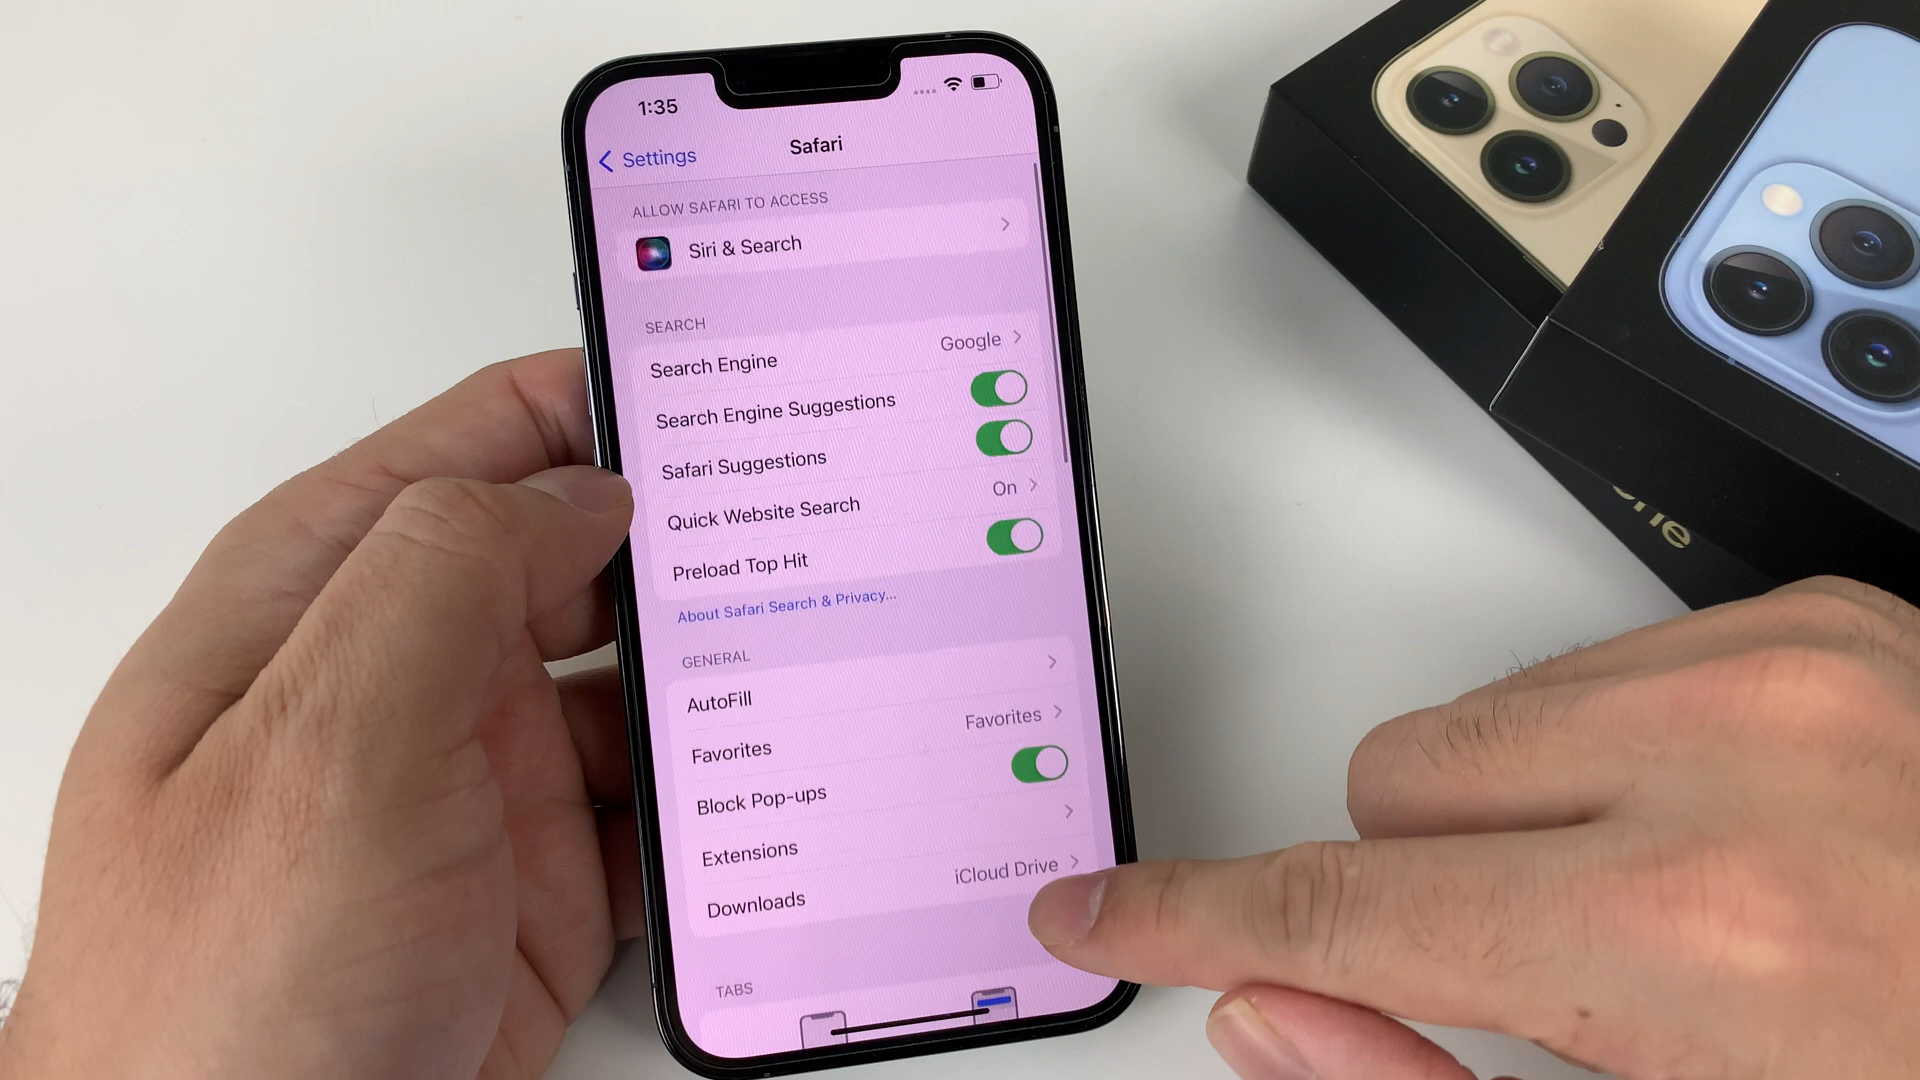 1:35
Settings
Safari
ALLOW SAFARI TO ACCESS
Siri & Search
SEARCH
Search Engine Google
Search Engine Suggestions
Safari Suggestions
Quick Website Search On
Preload Top Hit
About Safari Search & Privacy...
GENERAL
AutoFill
Favorites Favorites
Block Pop-ups
Extensions
Downloads iCloud Drive
TABS